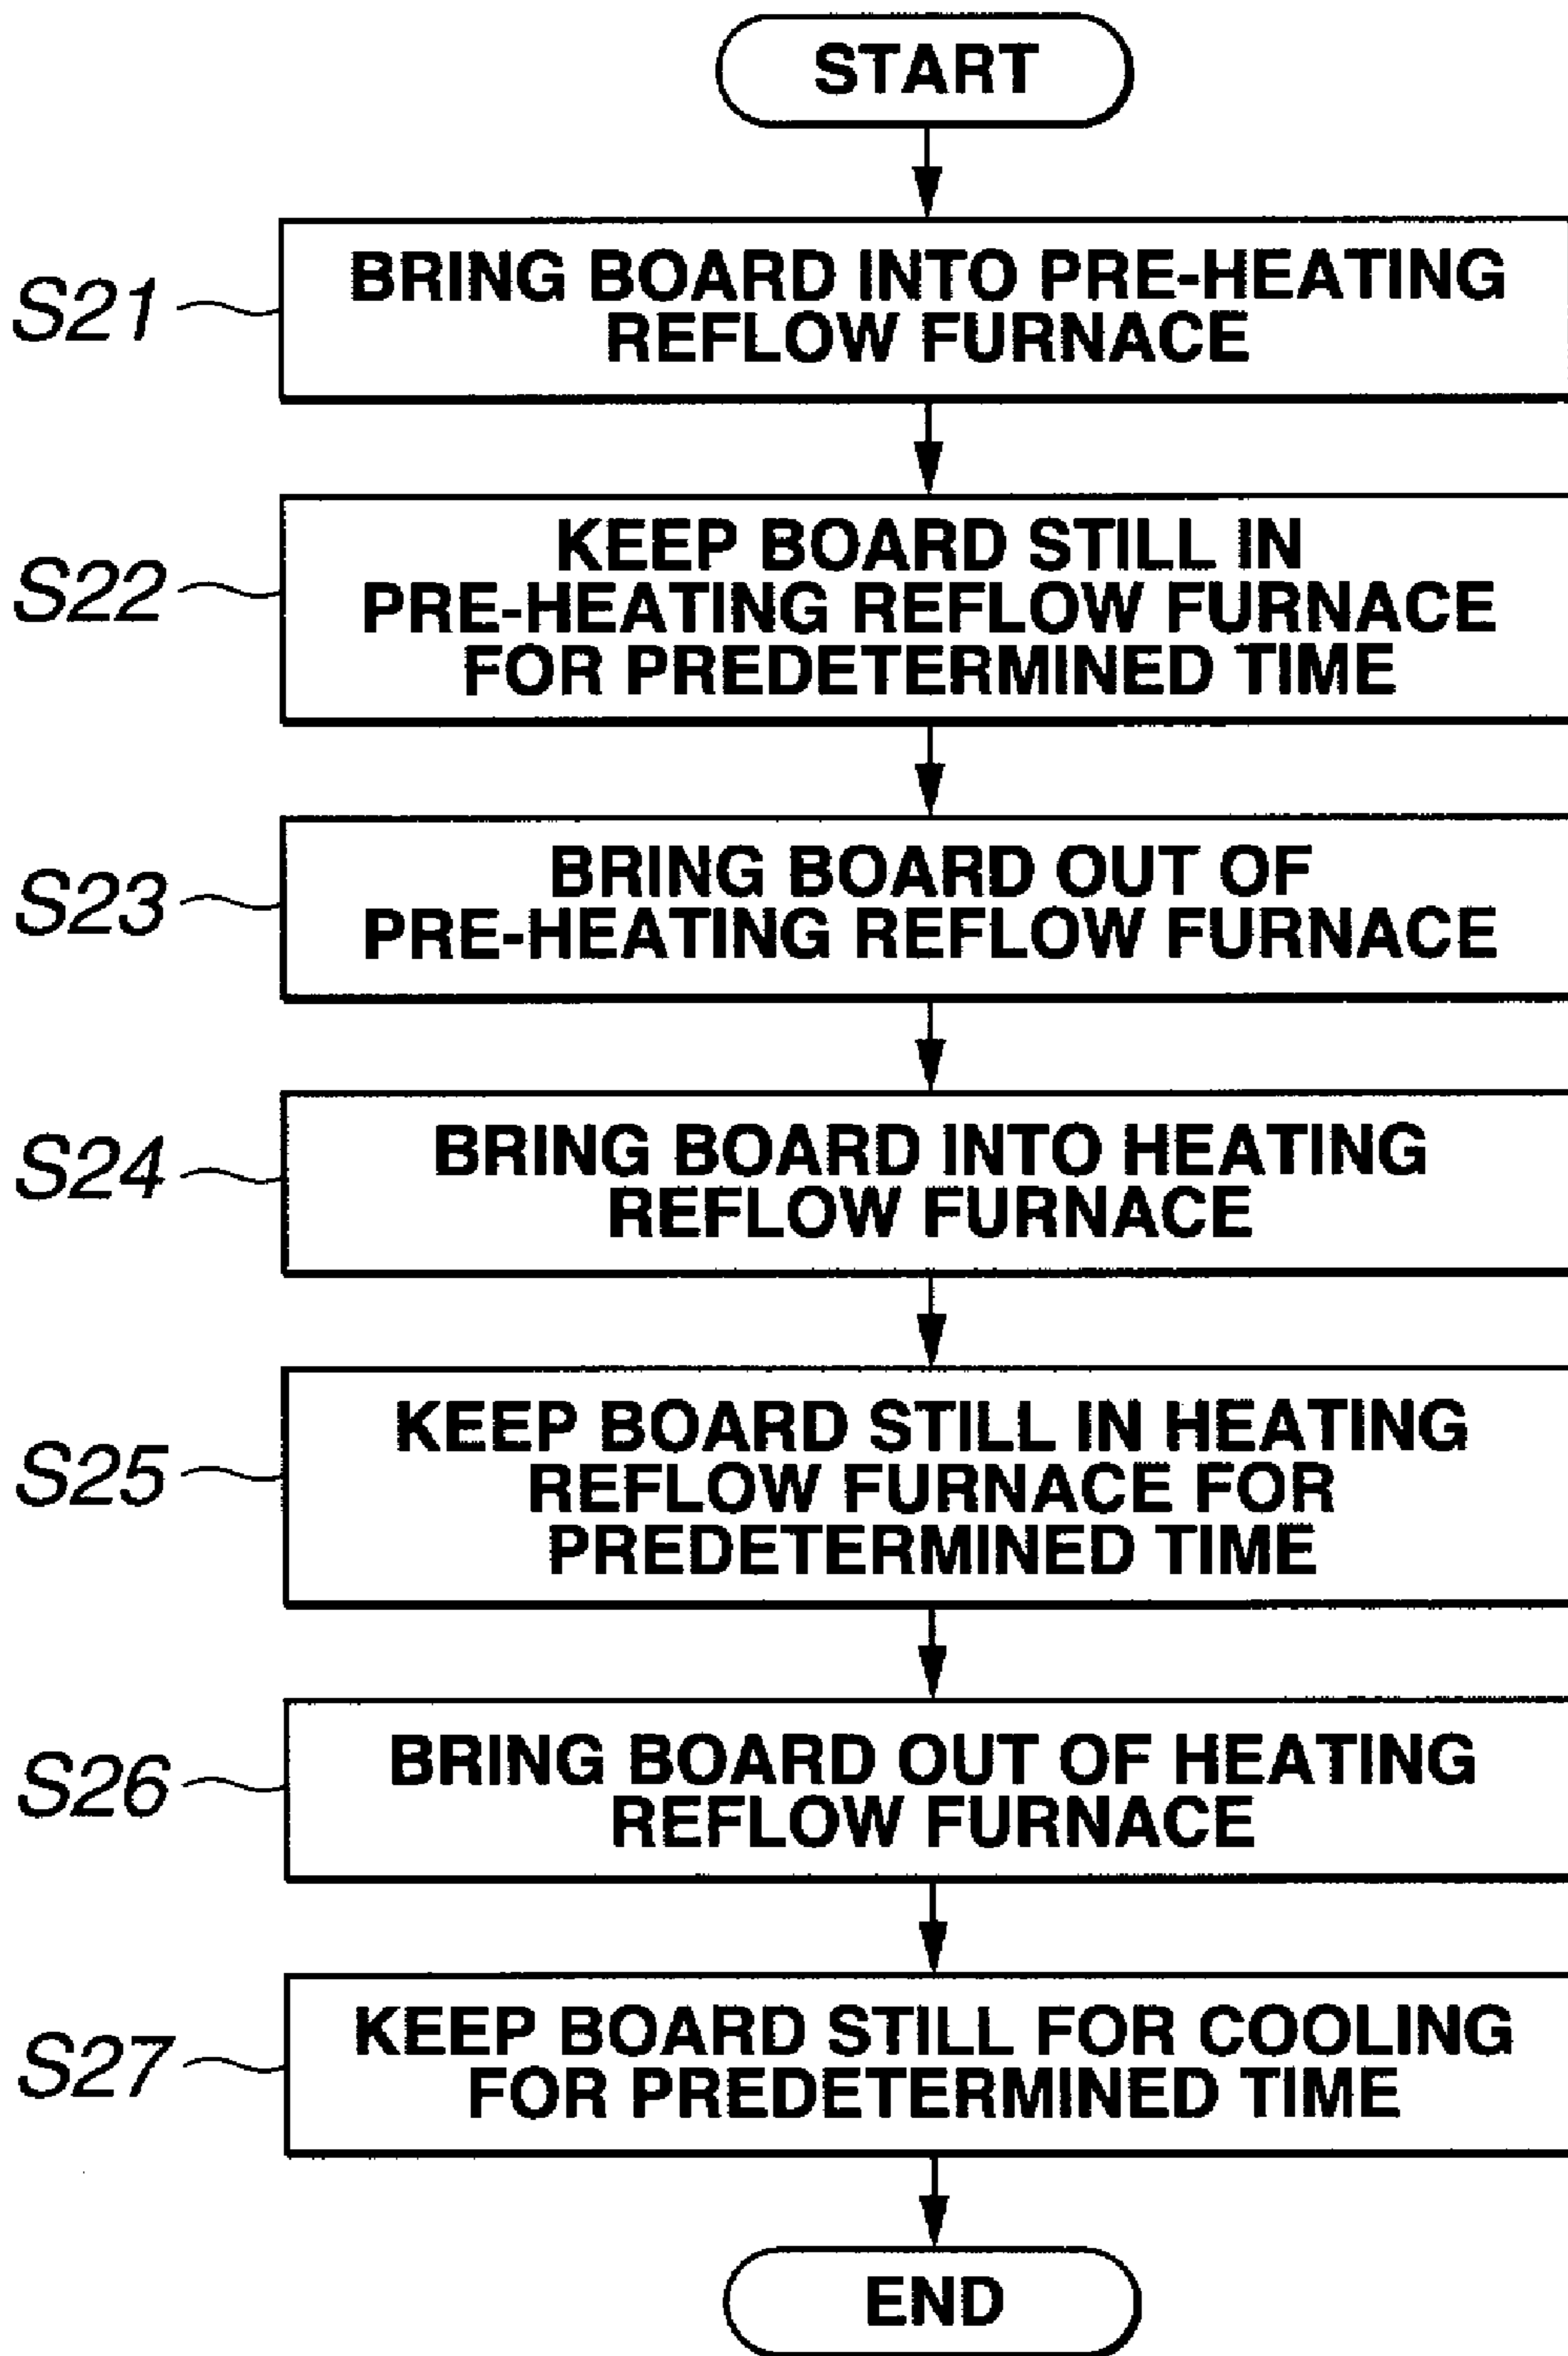 START
S21
BRING BOARD INTO PRE-HEATING
REFLOW FURNACE
S22
KEEP BOARD STILL IN
PRE-HEATING REFLOW FURNACE
FOR PREDETERMINED TIME
S23
BRING BOARD OUT OF
PRE-HEATING REFLOW FURNACE
S24
BRING BOARD INTO HEATING
REFLOW FURNACE
S25
KEEP BOARD STILL IN HEATING
REFLOW FURNACE FOR
PREDETERMINED TIME
S26
BRING BOARD OUT OF HEATING
REFLOW FURNACE
S27
KEEP BOARD STILL FOR COOLING
FOR PREDETERMINED TIME
END